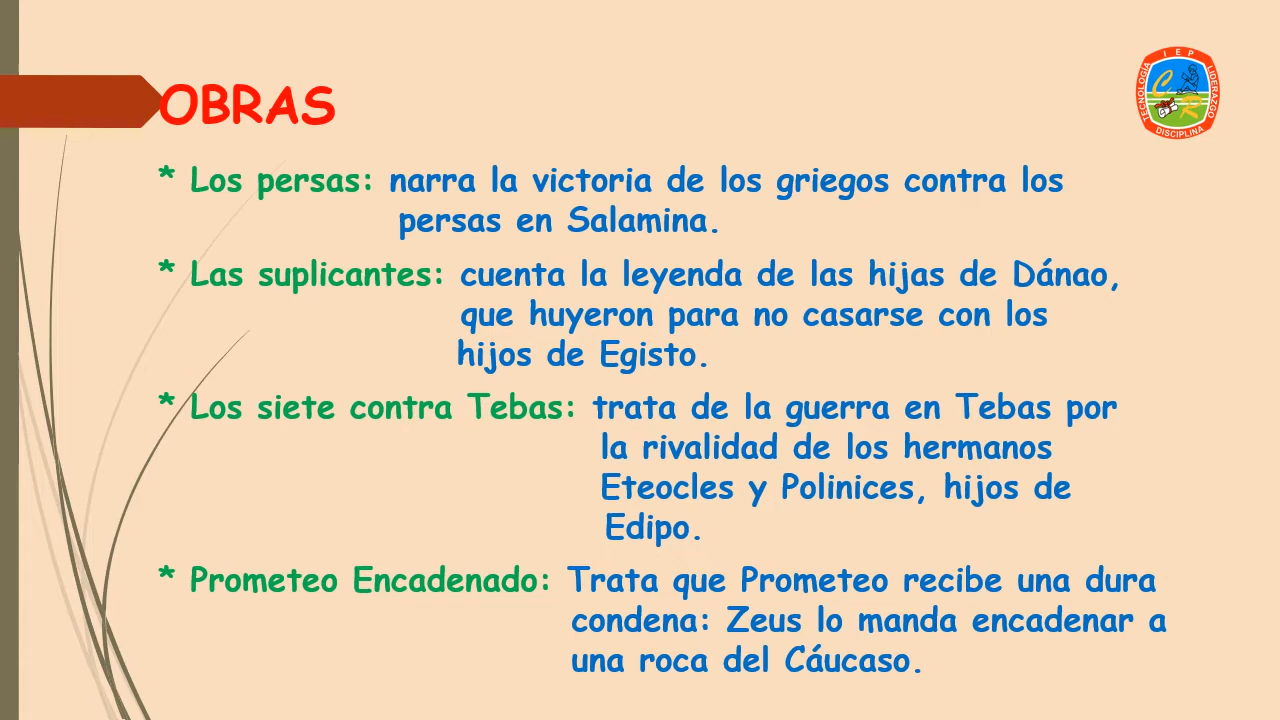 OBRAS
I E P
TECNOLOGÍA
LIDERAZGO
DISCIPLINA
C R
* Los persas: narra la victoria de los griegos contra los
persas en Salamina.
* Las suplicantes: cuenta la leyenda de las hijas de Dánao,
que huyeron para no casarse con los
hijos de Egisto.
* Los siete contra Tebas: trata de la guerra en Tebas por
la rivalidad de los hermanos
Eteocles y Polinices, hijos de
Edipo.
* Prometeo Encadenado: Trata que Prometeo recibe una dura
condena: Zeus lo manda encadenar a
una roca del Cáucaso.